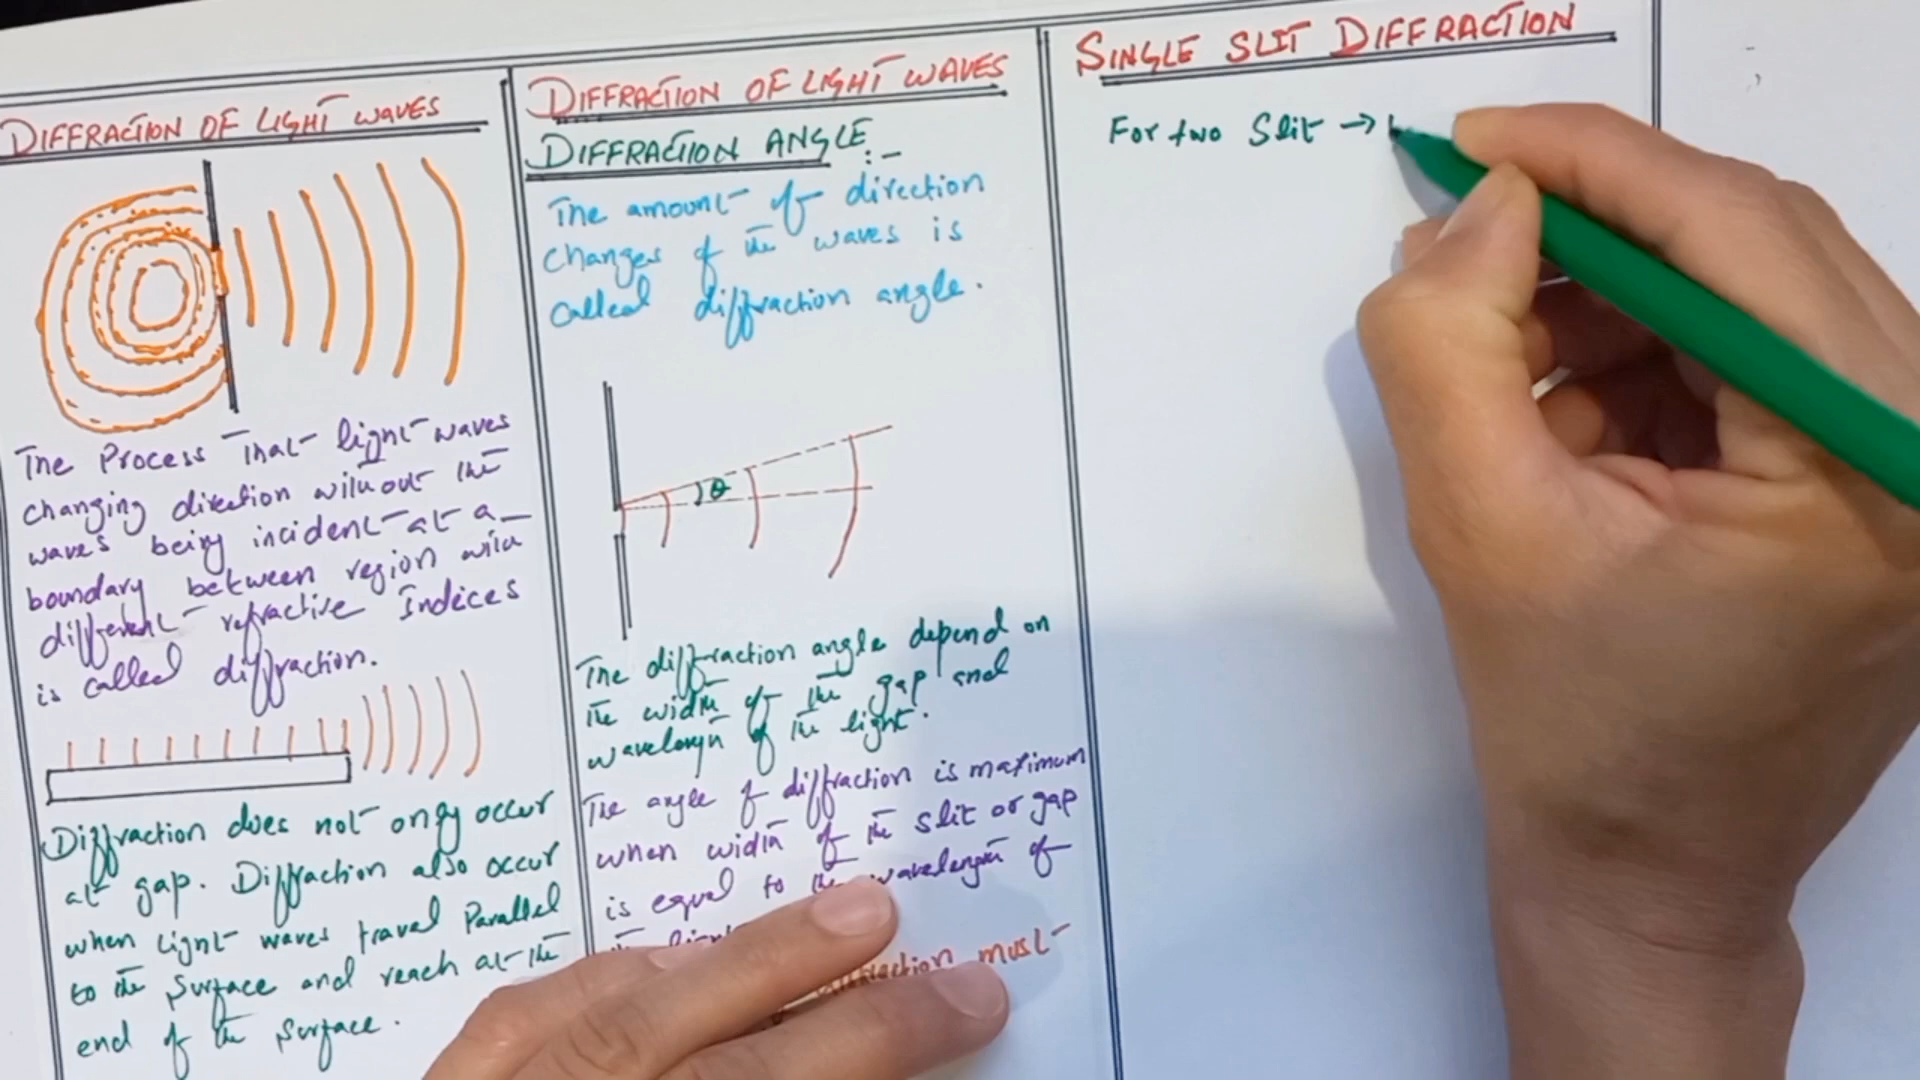 DIFFRACTION OF LIGHT WAVES
The Process That light waves
changing direction without the
waves being incident at a
boundary between region with
different refractive Indices
is called diffraction.
Diffraction does not only occur
at gap. Diffraction also occur
when light waves travel Parallel
to the Surface and reach at the
end of the Surface.
DIFFRACTION OF LIGHT WAVES
DIFFRACTION ANGLE :-
The amount of direction
changes of the waves is
called diffraction angle.
θ
The diffraction angle depend on
the width of the gap and
wavelength of the light.
The angle of diffraction is maximum
when width of the slit or gap
is equal to the wavelength of
must
SINGLE SLIT DIFFRACTION
For two Slit →